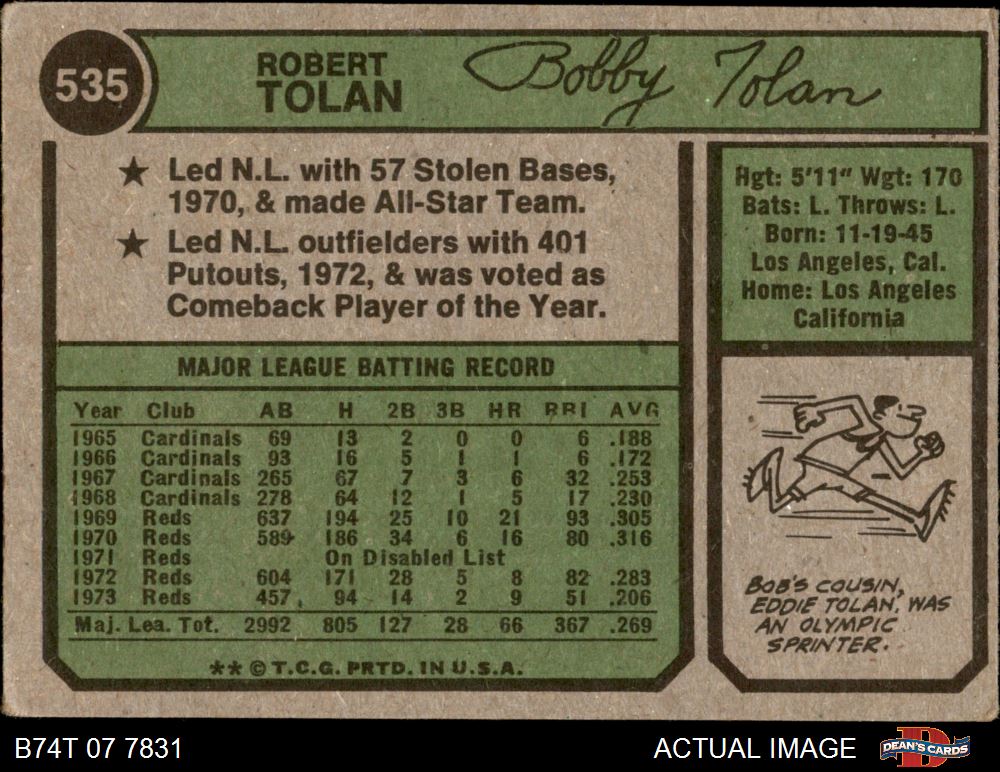 535
ROBERT
TOLAN
Bobby Tolan
★ Led N.L. with 57 Stolen Bases,
1970, & made All-Star Team.
★ Led N.L. outfielders with 401
Putouts, 1972, & was voted as
Comeback Player of the Year.
Hgt: 5'11" Wgt: 170
Bats: L. Throws: L.
Born: 11-19-45
Los Angeles, Cal.
Home: Los Angeles
California
MAJOR LEAGUE BATTING RECORD
Year Club AB H 2B 3B HR RBI AVG
1965 Cardinals 69 13 2 0 0 6 .188
1966 Cardinals 93 16 5 1 1 6 .172
1967 Cardinals 265 67 7 3 6 32 .253
1968 Cardinals 278 64 12 1 5 17 .230
1969 Reds 637 194 25 10 21 93 .305
1970 Reds 589 186 34 6 16 80 .316
1971 Reds On Disabled List
1972 Reds 604 171 28 5 8 82 .283
1973 Reds 457 94 14 2 9 51 .206
Maj. Lea. Tot. 2992 805 127 28 66 367 .269
** © T.C.G. PRTD. IN U.S.A.
BOB'S COUSIN,
EDDIE TOLAN, WAS
AN OLYMPIC
SPRINTER.
B74T 07 7831
ACTUAL IMAGE
DEAN'S CARDS